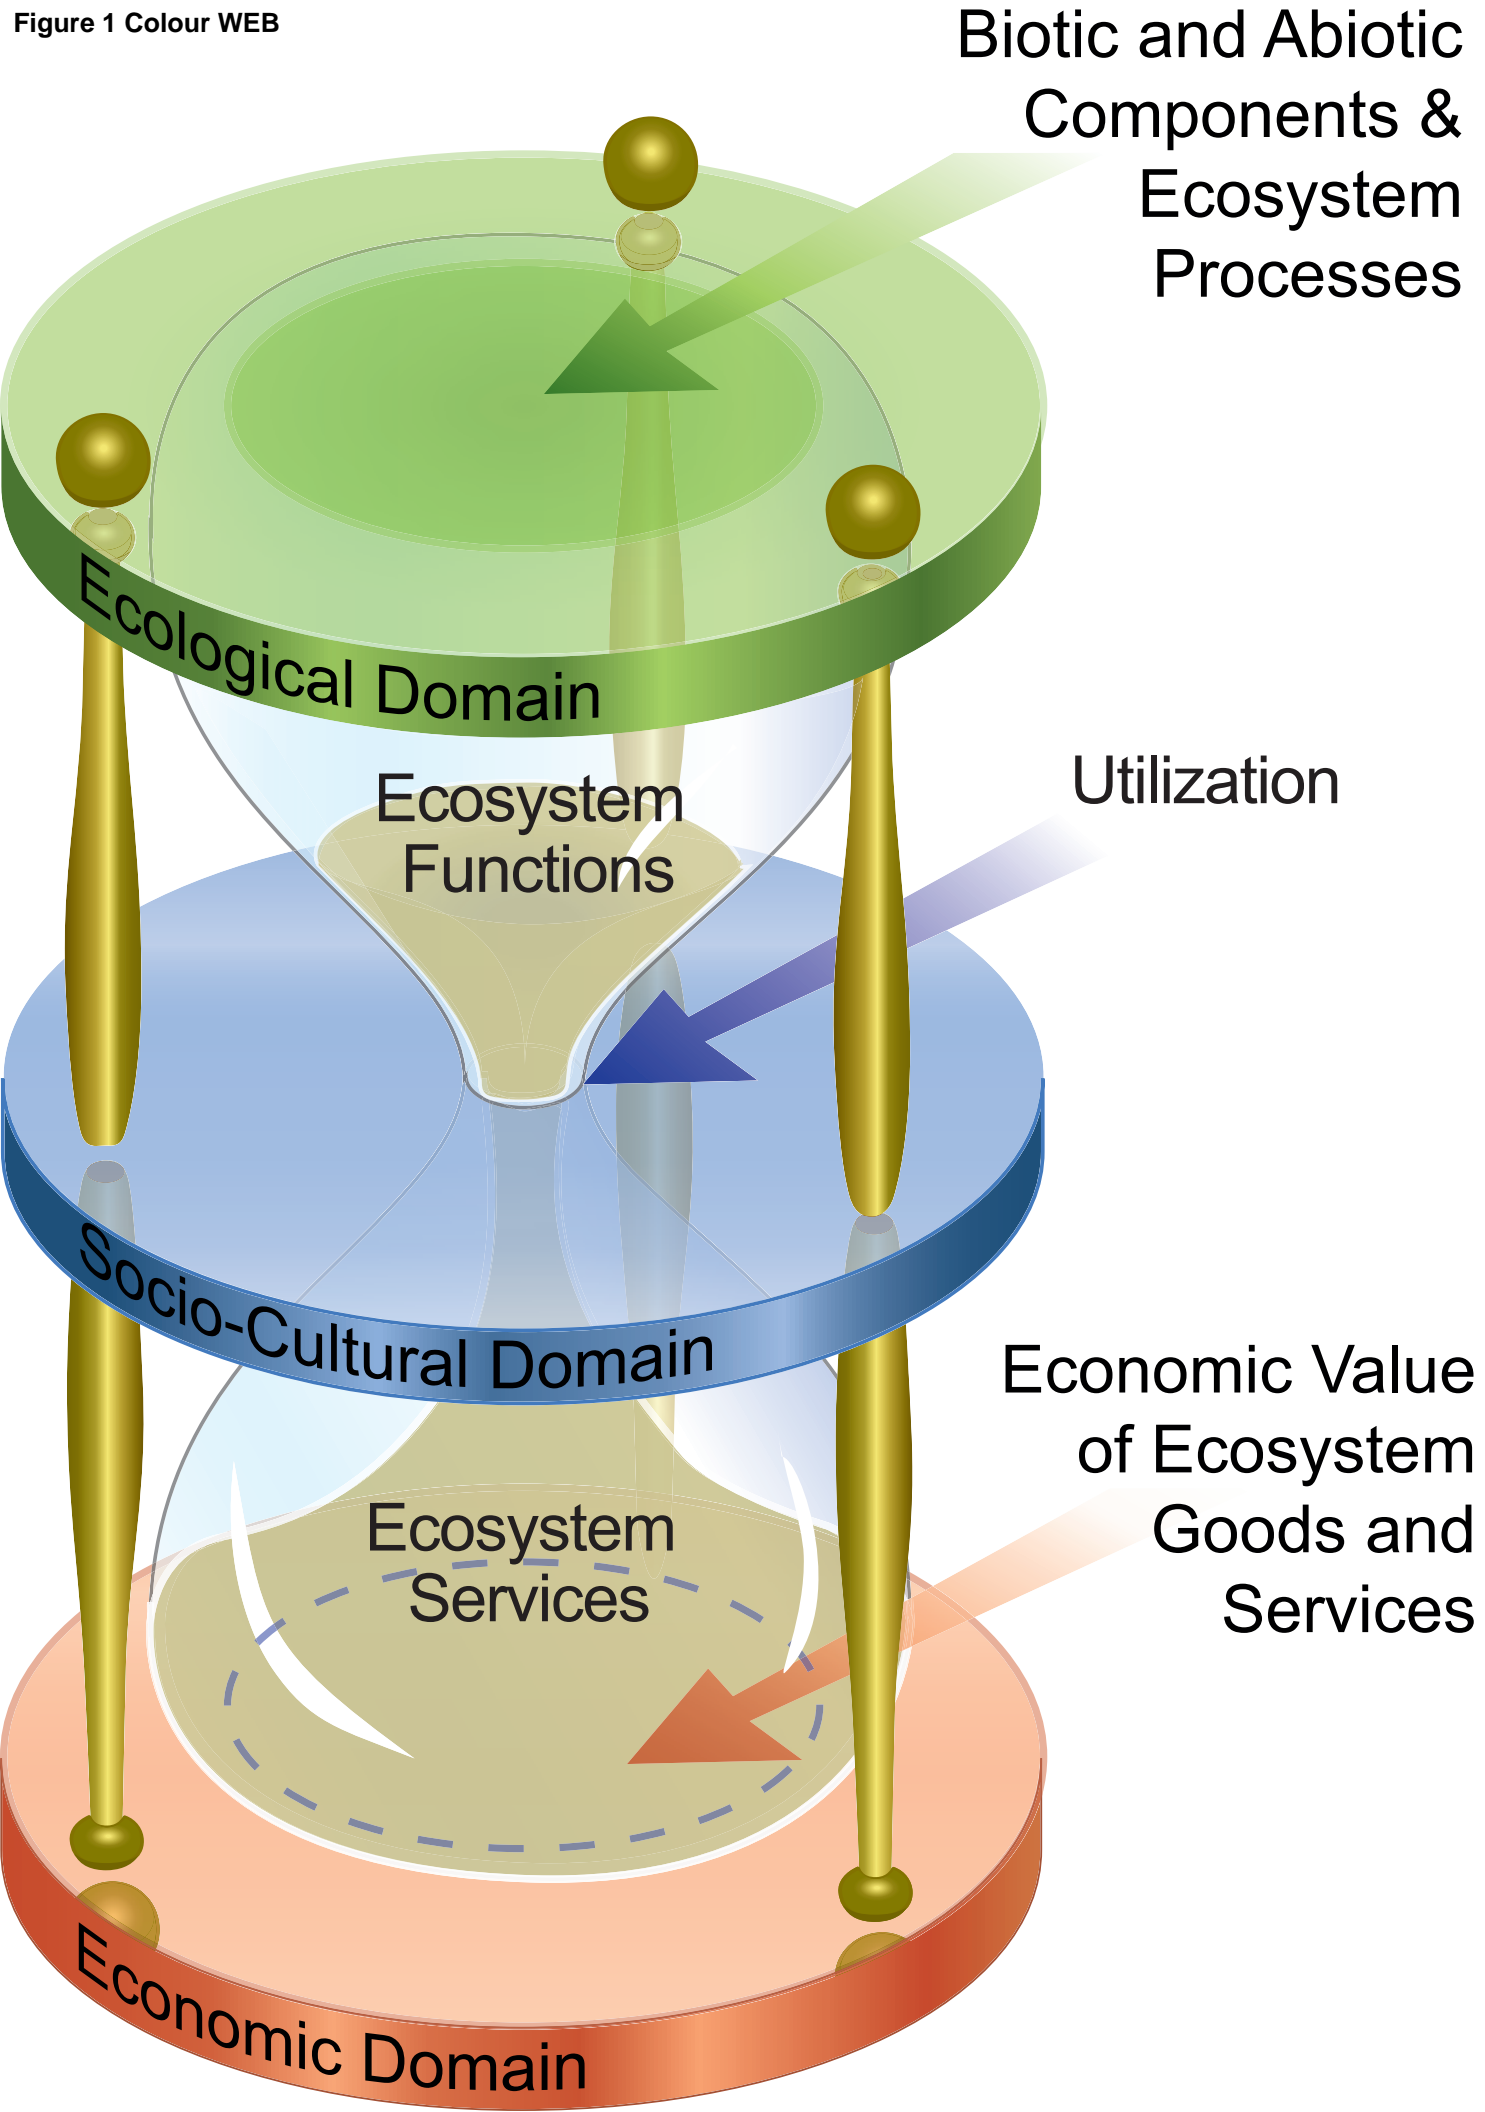 Figure 1 Colour WEB
Biotic and Abiotic
Components &
Ecosystem
Processes
Ecological Domain
Ecosystem
Functions
Utilization
Socio-Cultural Domain
Economic Value
of Ecosystem
Goods and
Services
Ecosystem
Services
Economic Domain